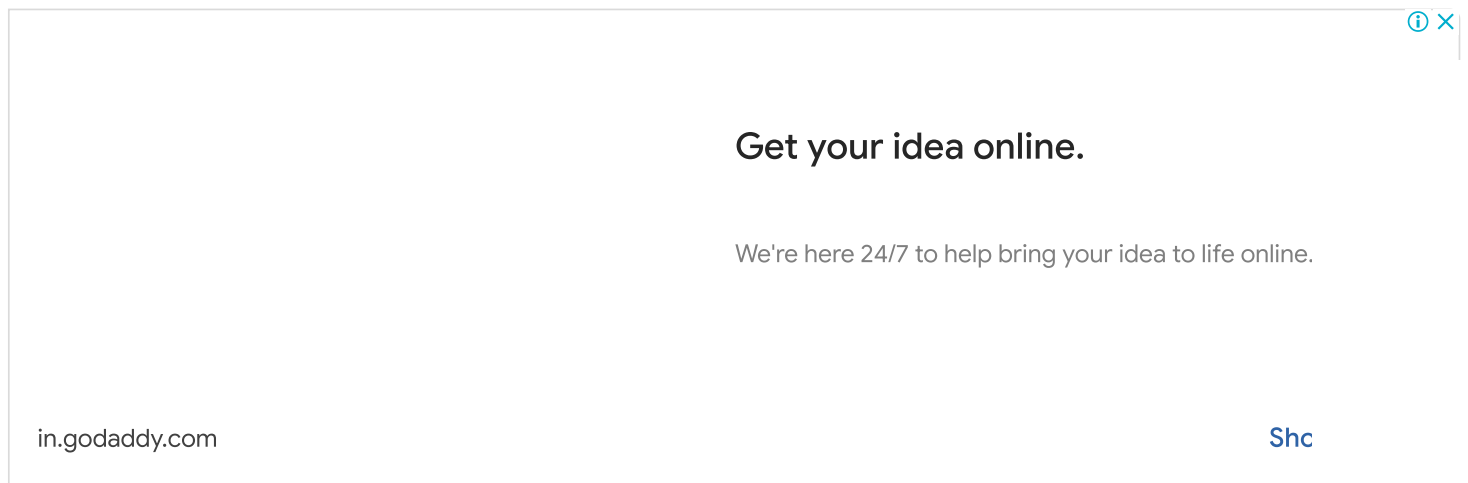 Get your idea online.
We're here 24/7 to help bring your idea to life online.
in.godaddy.com